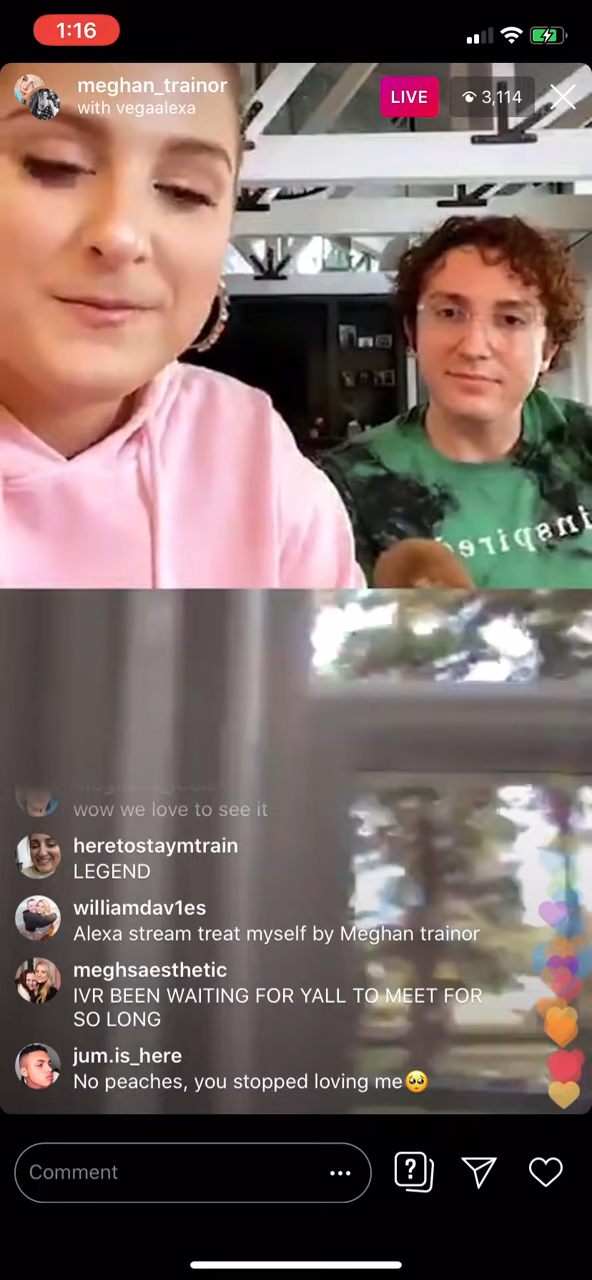 1:16
meghan_trainor
with vegaalexa
LIVE
3,114
inspired
wow we love to see it
heretostaymtrain
LEGEND
williamdav1es
Alexa stream treat myself by Meghan trainor
meghsaesthetic
IVR BEEN WAITING FOR YALL TO MEET FOR
SO LONG
jum.is_here
No peaches, you stopped loving me🥺
Comment